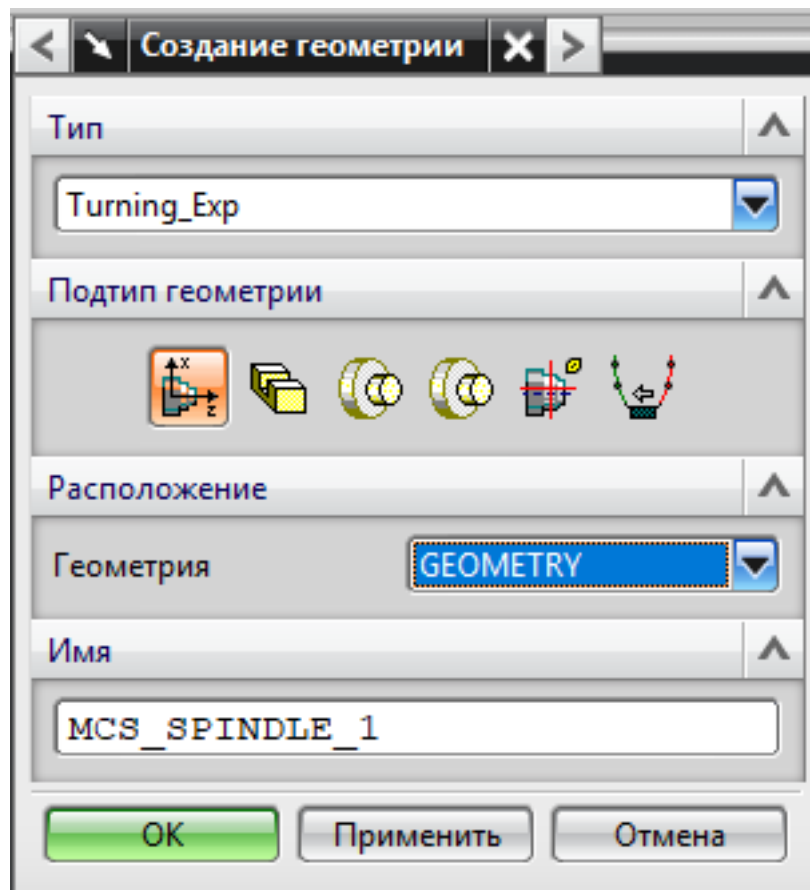 Создание геометрии
Тип
Turning_Exp
Подтип геометрии
x
z
Расположение
Геометрия GEOMETRY
Имя
MCS_SPINDLE_1
OK Применить Отмена